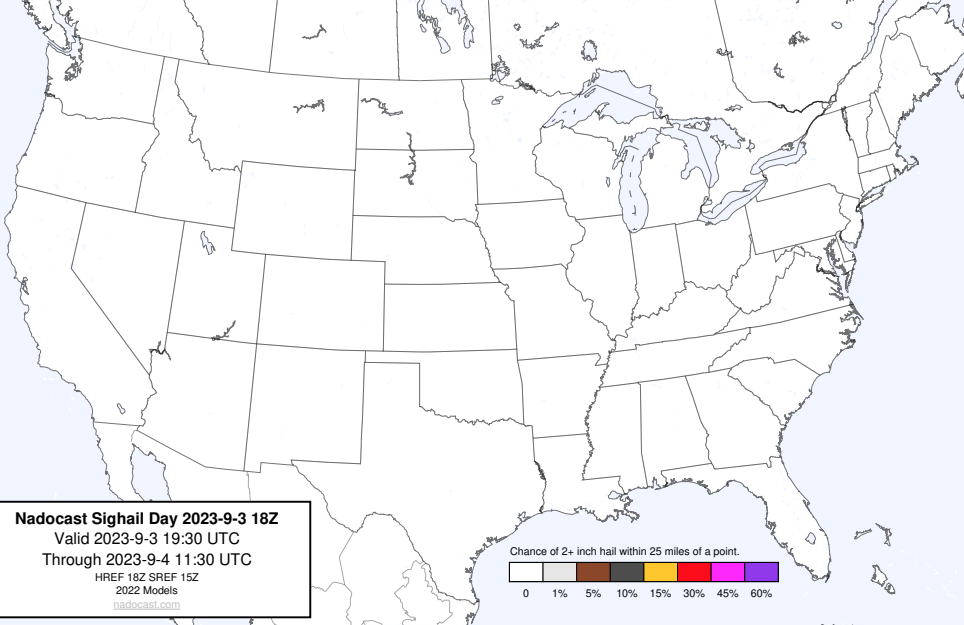 Nadocast Sighail Day 2023-9-3 18Z
Valid 2023-9-3 19:30 UTC
Through 2023-9-4 11:30 UTC
HREF 18Z SREF 15Z
2022 Models
nadocast.com
Chance of 2+ inch hail within 25 miles of a point.
0 1% 5% 10% 15% 30% 45% 60%